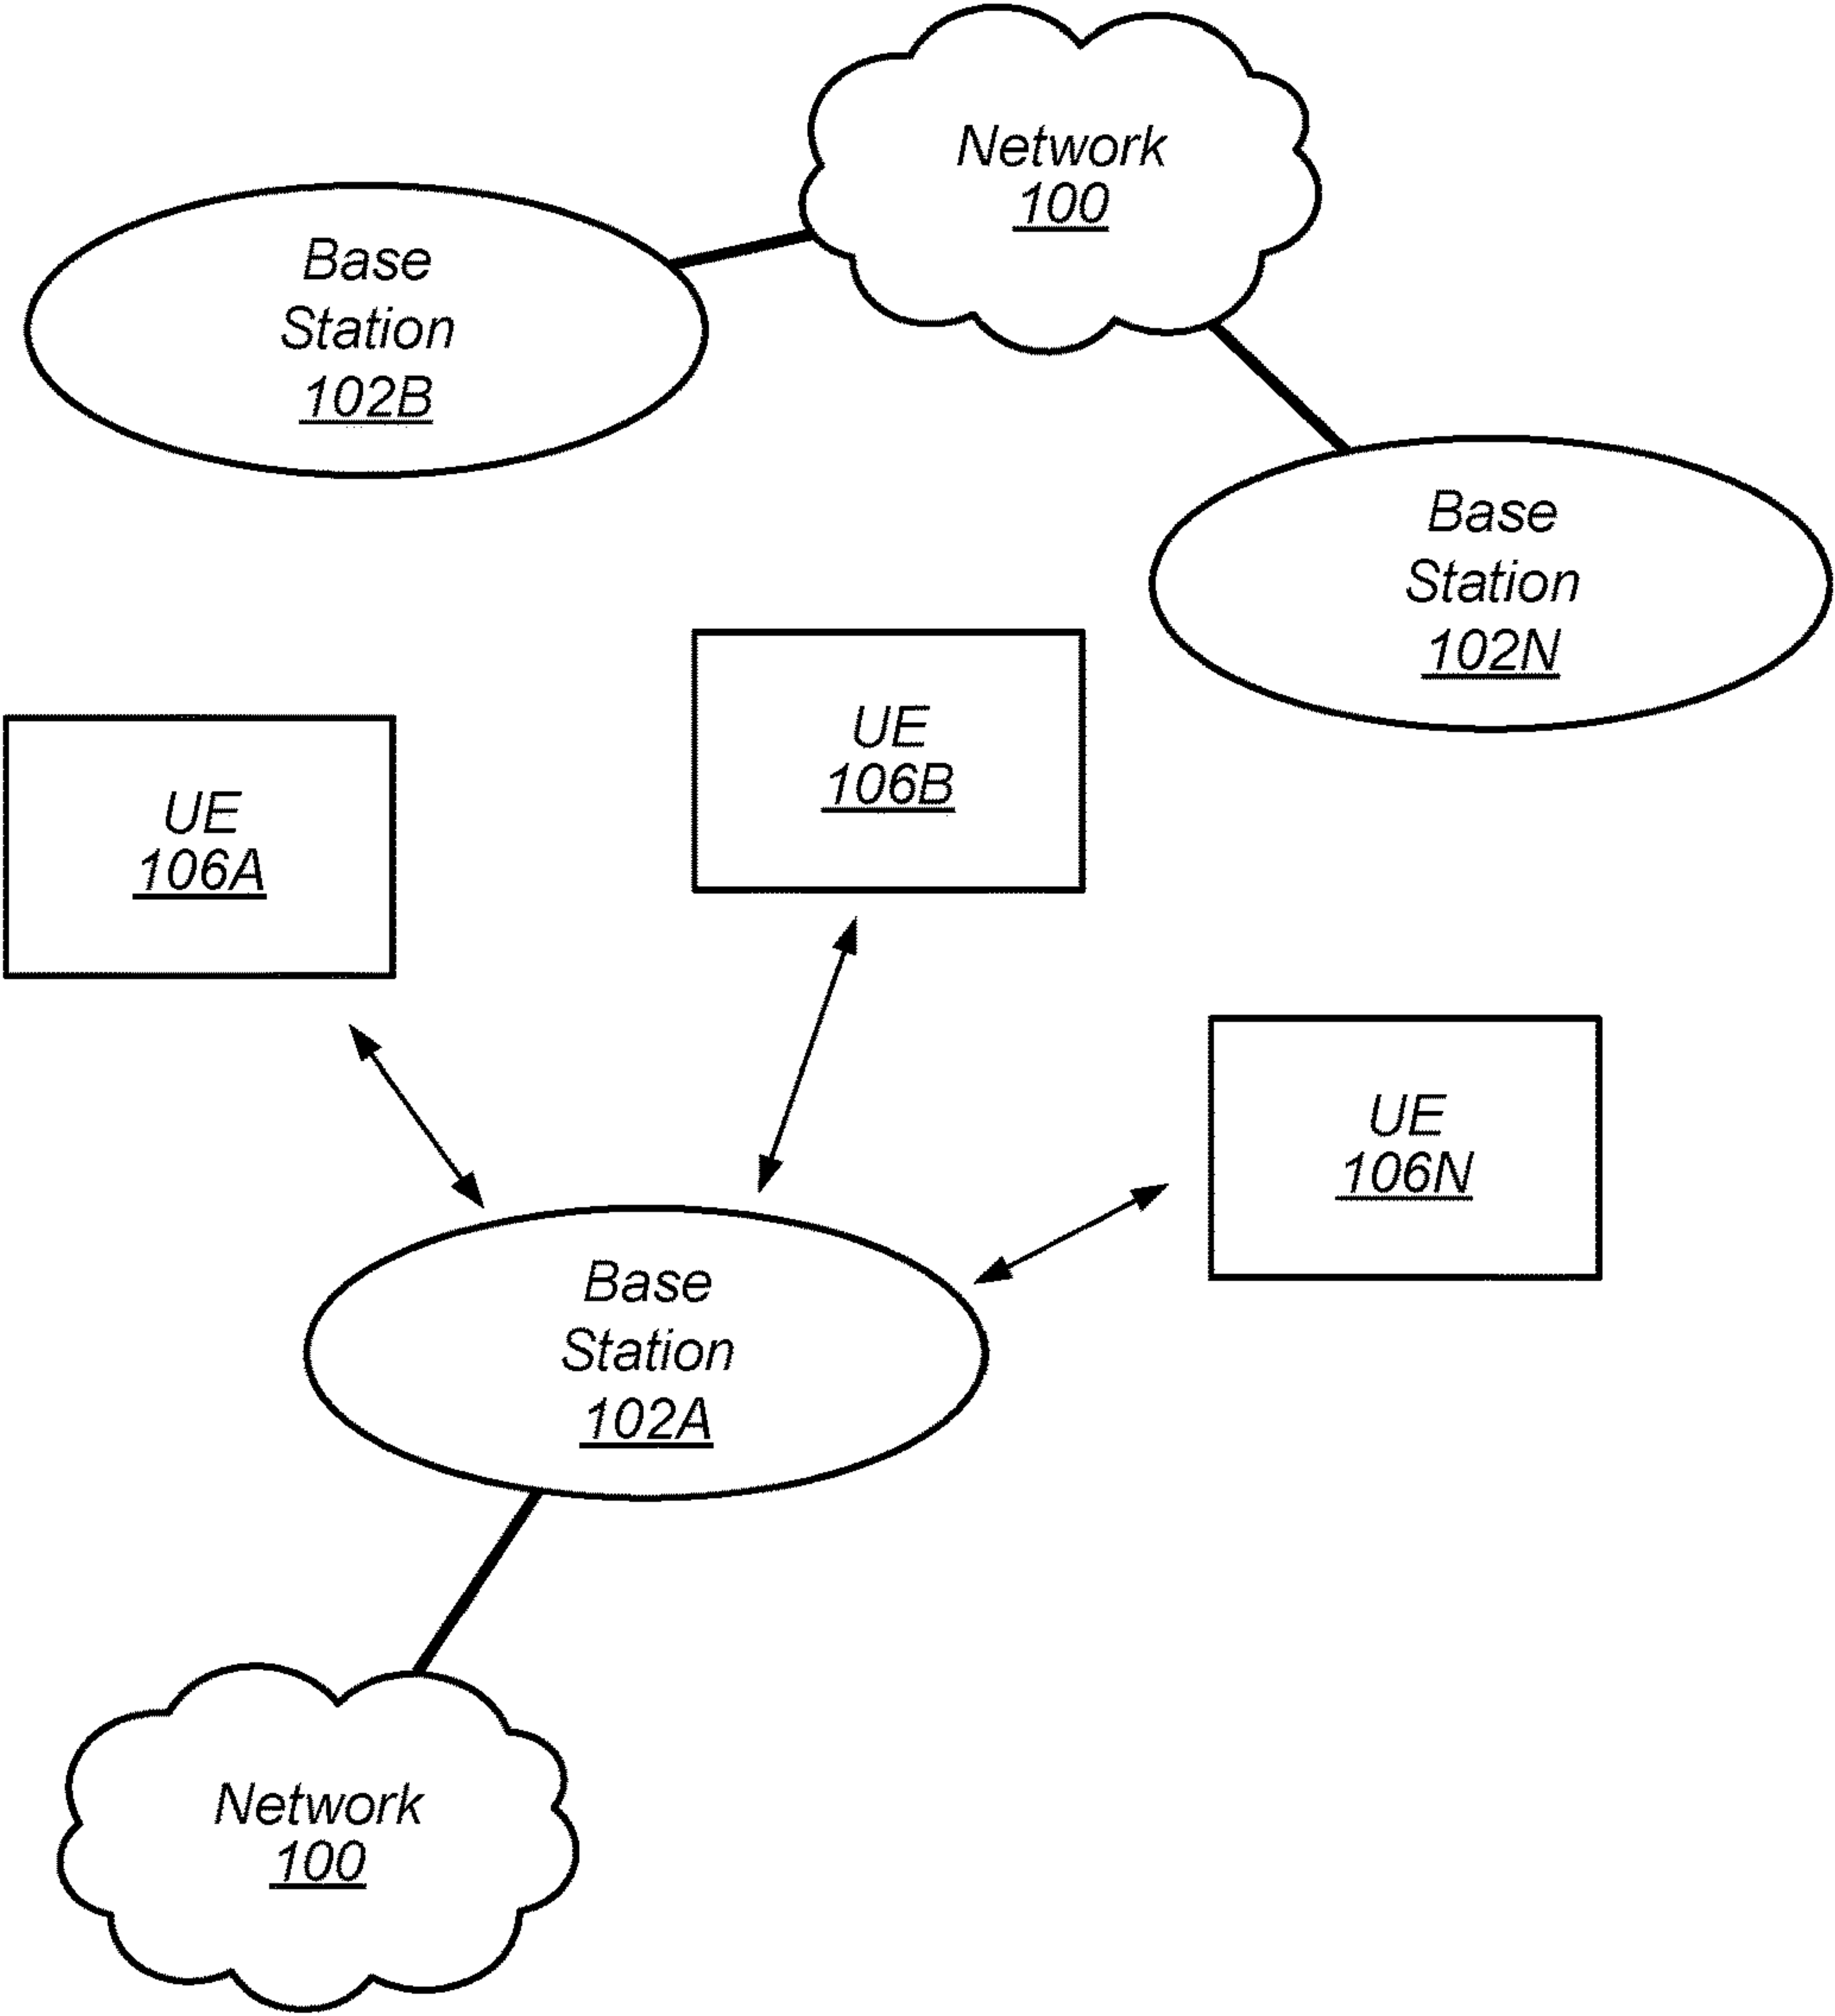 Network
100
Base
Station
102B
Base
Station
102N
UE
106B
UE
106A
UE
106N
Base
Station
102A
Network
100